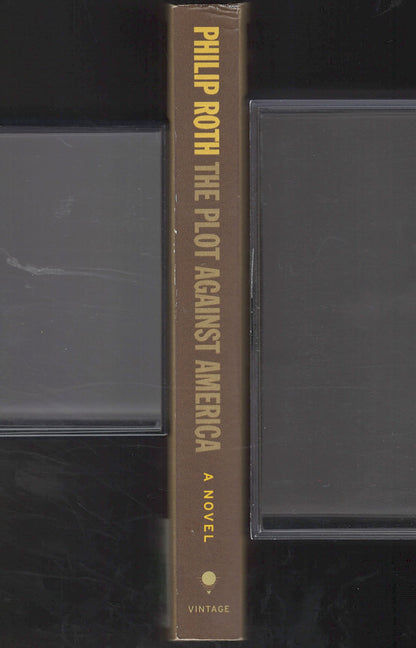 PHILIP ROTH THE PLOT AGAINST AMERICA
A NOVEL
VINTAGE